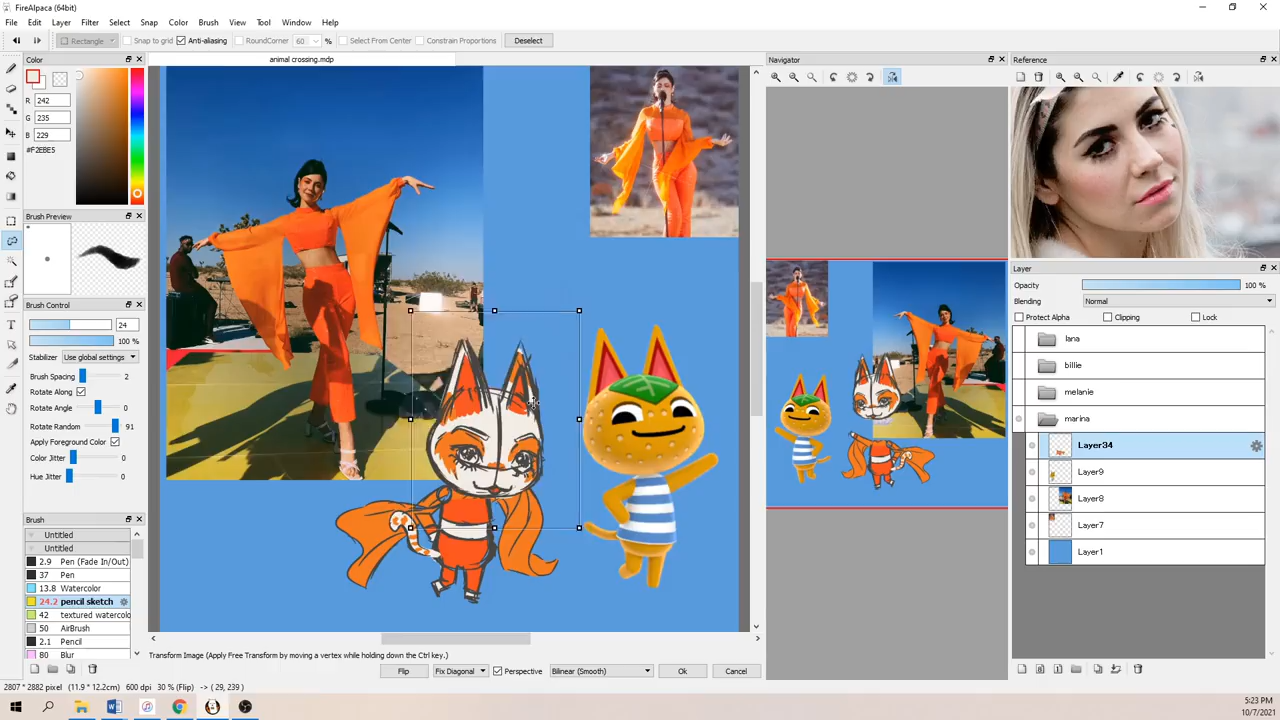 FireAlpaca (64bit)
File Edit Layer Filter Select Snap Color Brush View Tool Window Help
Rectangle Snap to grid Anti-aliasing RoundCorner 60 % Select From Center Constrain Proportions Deselect
Color
animal crossing.mdp
Navigator
Reference
R 242
G 235
B 229
#F2EBE5
Brush Preview
Brush Control
24
100 %
Stabilizer Use global settings
Brush Spacing 2
Rotate Along
Rotate Angle 0
Rotate Random 91
Apply Foreground Color
Color Jitter 0
Hue Jitter 0
Brush
Untitled
Untitled
2.9 Pen (Fade In/Out)
37 Pen
13.8 Watercolor
24.2 pencil sketch
42 textured watercolo
50 AirBrush
2.1 Pencil
80 Blur
Layer
Opacity 100 %
Blending Normal
Protect Alpha Clipping Lock
lana
billie
melanie
marina
Layer34
Layer9
Layer8
Layer7
Layer1
Transform Image (Apply Free Transform by moving a vertex while holding down the Ctrl key.)
Flip Fix Diagonal Perspective Bilinear (Smooth) Ok Cancel
2807 * 2882 pixel (11.9 * 12.2cm) 600 dpi 30 % (Flip) -> ( 29, 239 )
5:23 PM
10/7/2021